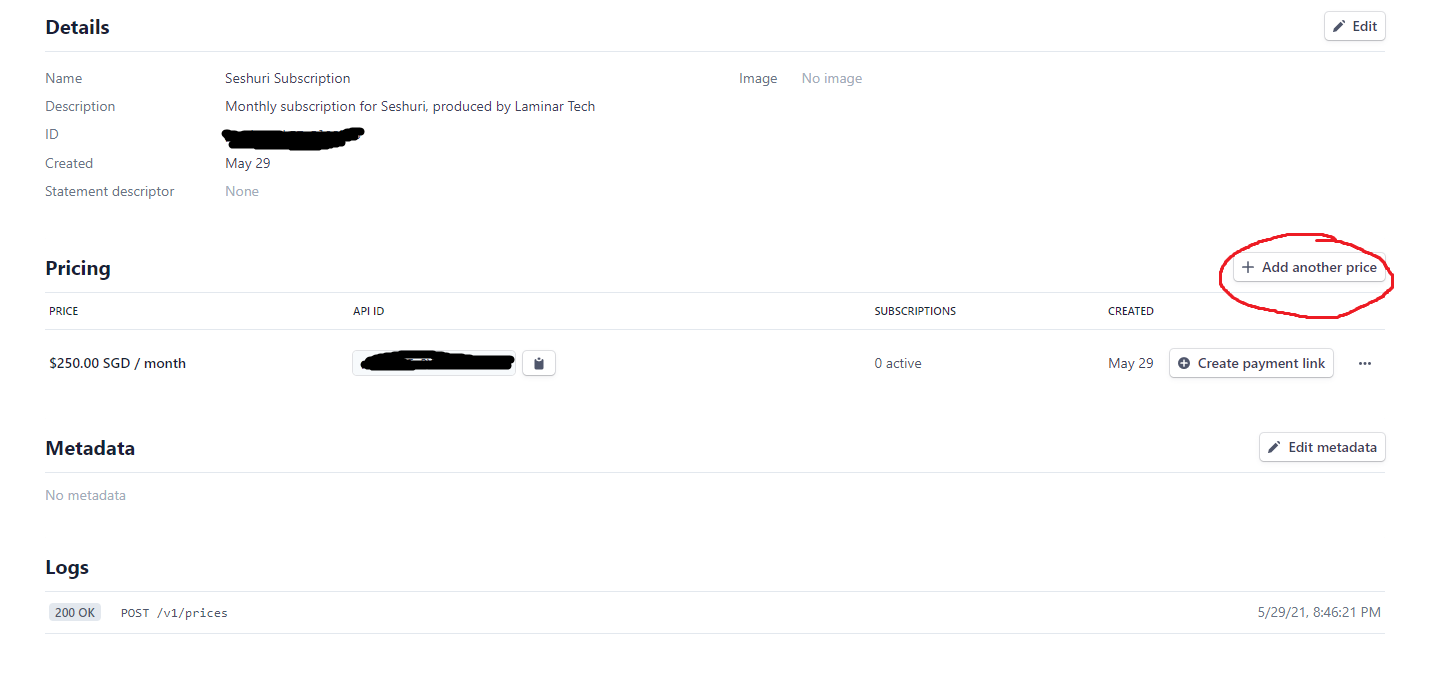 Details
Edit
Name Seshuri Subscription Image No image
Description Monthly subscription for Seshuri, produced by Laminar Tech
ID
Created May 29
Statement descriptor None
Pricing
Add another price
PRICE API ID SUBSCRIPTIONS CREATED
$250.00 SGD / month 0 active May 29 Create payment link
Metadata
Edit metadata
No metadata
Logs
200 OK POST /v1/prices 5/29/21, 8:46:21 PM